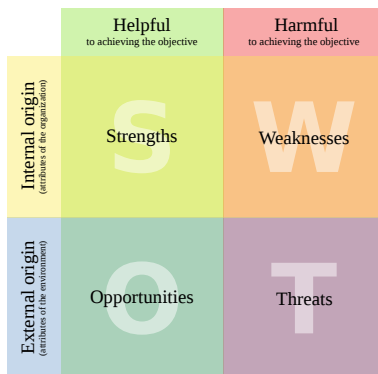 Helpful
to achieving the objective
Harmful
to achieving the objective
Internal origin
(attributes of the organization)
S
Strengths
W
Weaknesses
External origin
(attributes of the environment)
O
Opportunities
T
Threats